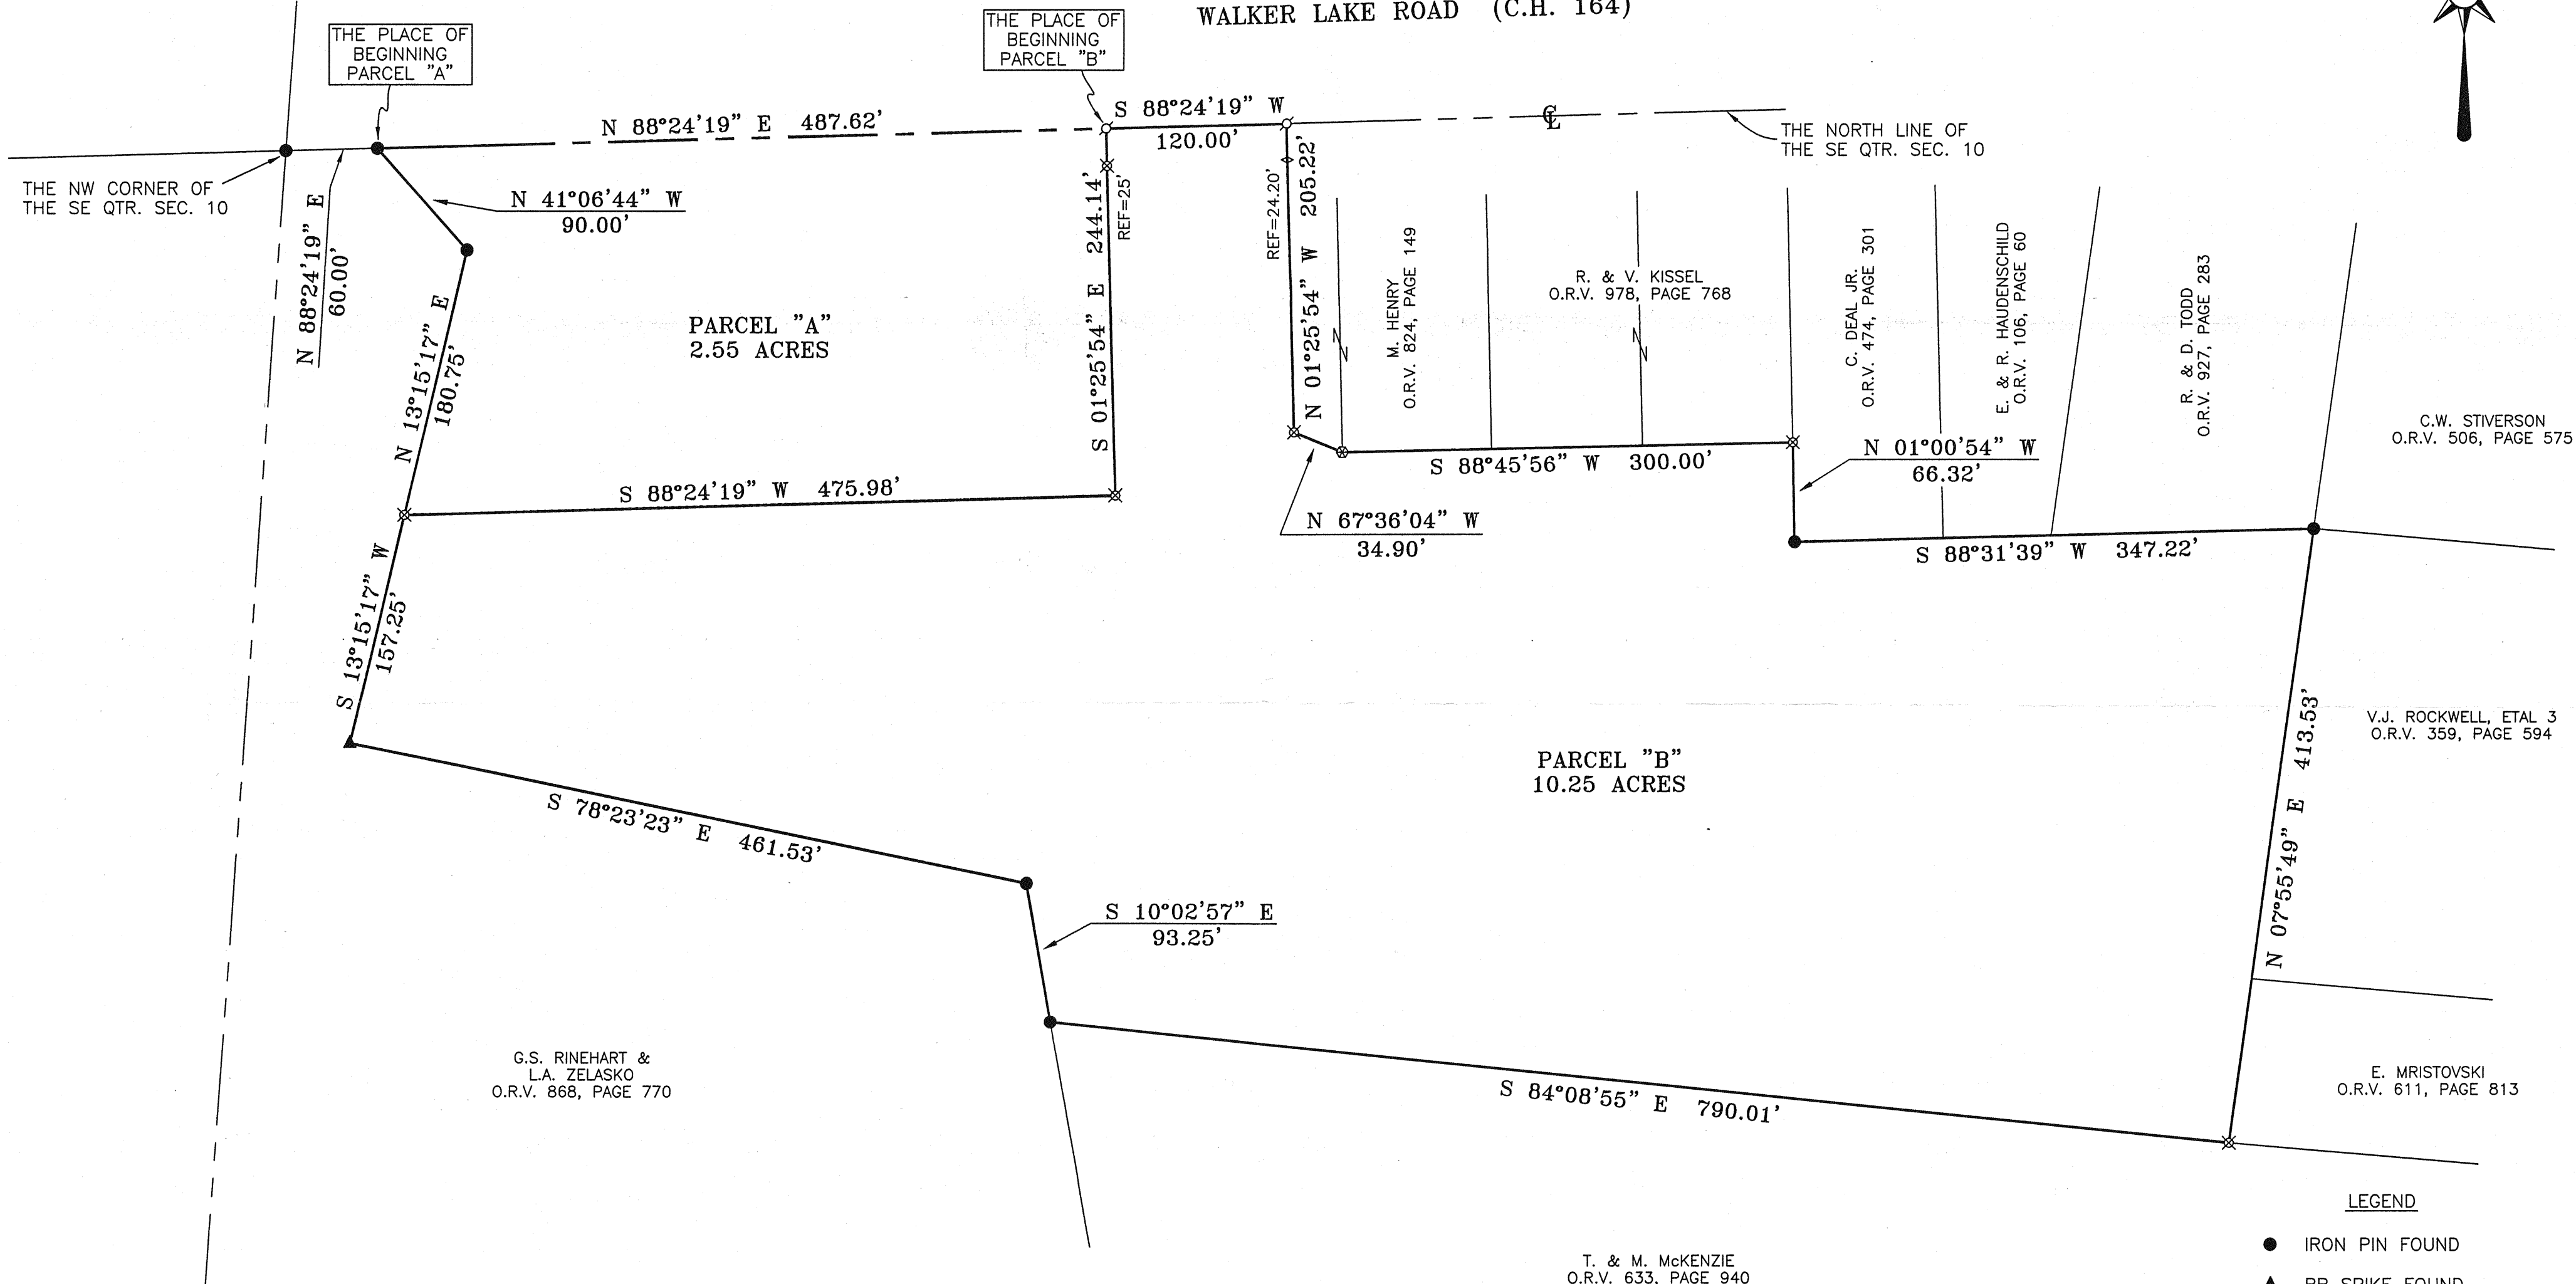 WALKER LAKE ROAD (C.H. 164)
THE PLACE OF
BEGINNING
PARCEL "A"
THE PLACE OF
BEGINNING
PARCEL "B"
N 88°24'19" E 487.62'
S 88°24'19" W
120.00'
C L
THE NORTH LINE OF
THE SE QTR. SEC. 10
THE NW CORNER OF
THE SE QTR. SEC. 10
N 88°24'19" E
60.00'
N 41°06'44" W
90.00'
N 13°15'17" E
180.75'
PARCEL "A"
2.55 ACRES
S 01°25'54" E 244.14'
REF=25'
REF=24.20'
N 01°25'54" W 205.22'
M. HENRY
O.R.V. 824, PAGE 149
R. & V. KISSEL
O.R.V. 978, PAGE 768
C. DEAL JR.
O.R.V. 474, PAGE 301
E. & R. HAUDENSCHILD
O.R.V. 106, PAGE 60
R. & D. TODD
O.R.V. 927, PAGE 283
C.W. STIVERSON
O.R.V. 506, PAGE 575
S 88°24'19" W 475.98'
S 88°45'56" W 300.00'
N 01°00'54" W
66.32'
N 67°36'04" W
34.90'
S 88°31'39" W 347.22'
S 13°15'17" W
157.25'
N 07°55'49" E 413.53'
V.J. ROCKWELL, ETAL 3
O.R.V. 359, PAGE 594
PARCEL "B"
10.25 ACRES
S 78°23'23" E 461.53'
S 10°02'57" E
93.25'
G.S. RINEHART &
L.A. ZELASKO
O.R.V. 868, PAGE 770
S 84°08'55" E 790.01'
E. MRISTOVSKI
O.R.V. 611, PAGE 813
LEGEND
IRON PIN FOUND
T. & M. McKENZIE
O.R.V. 633, PAGE 940
RR SPIKE FOUND